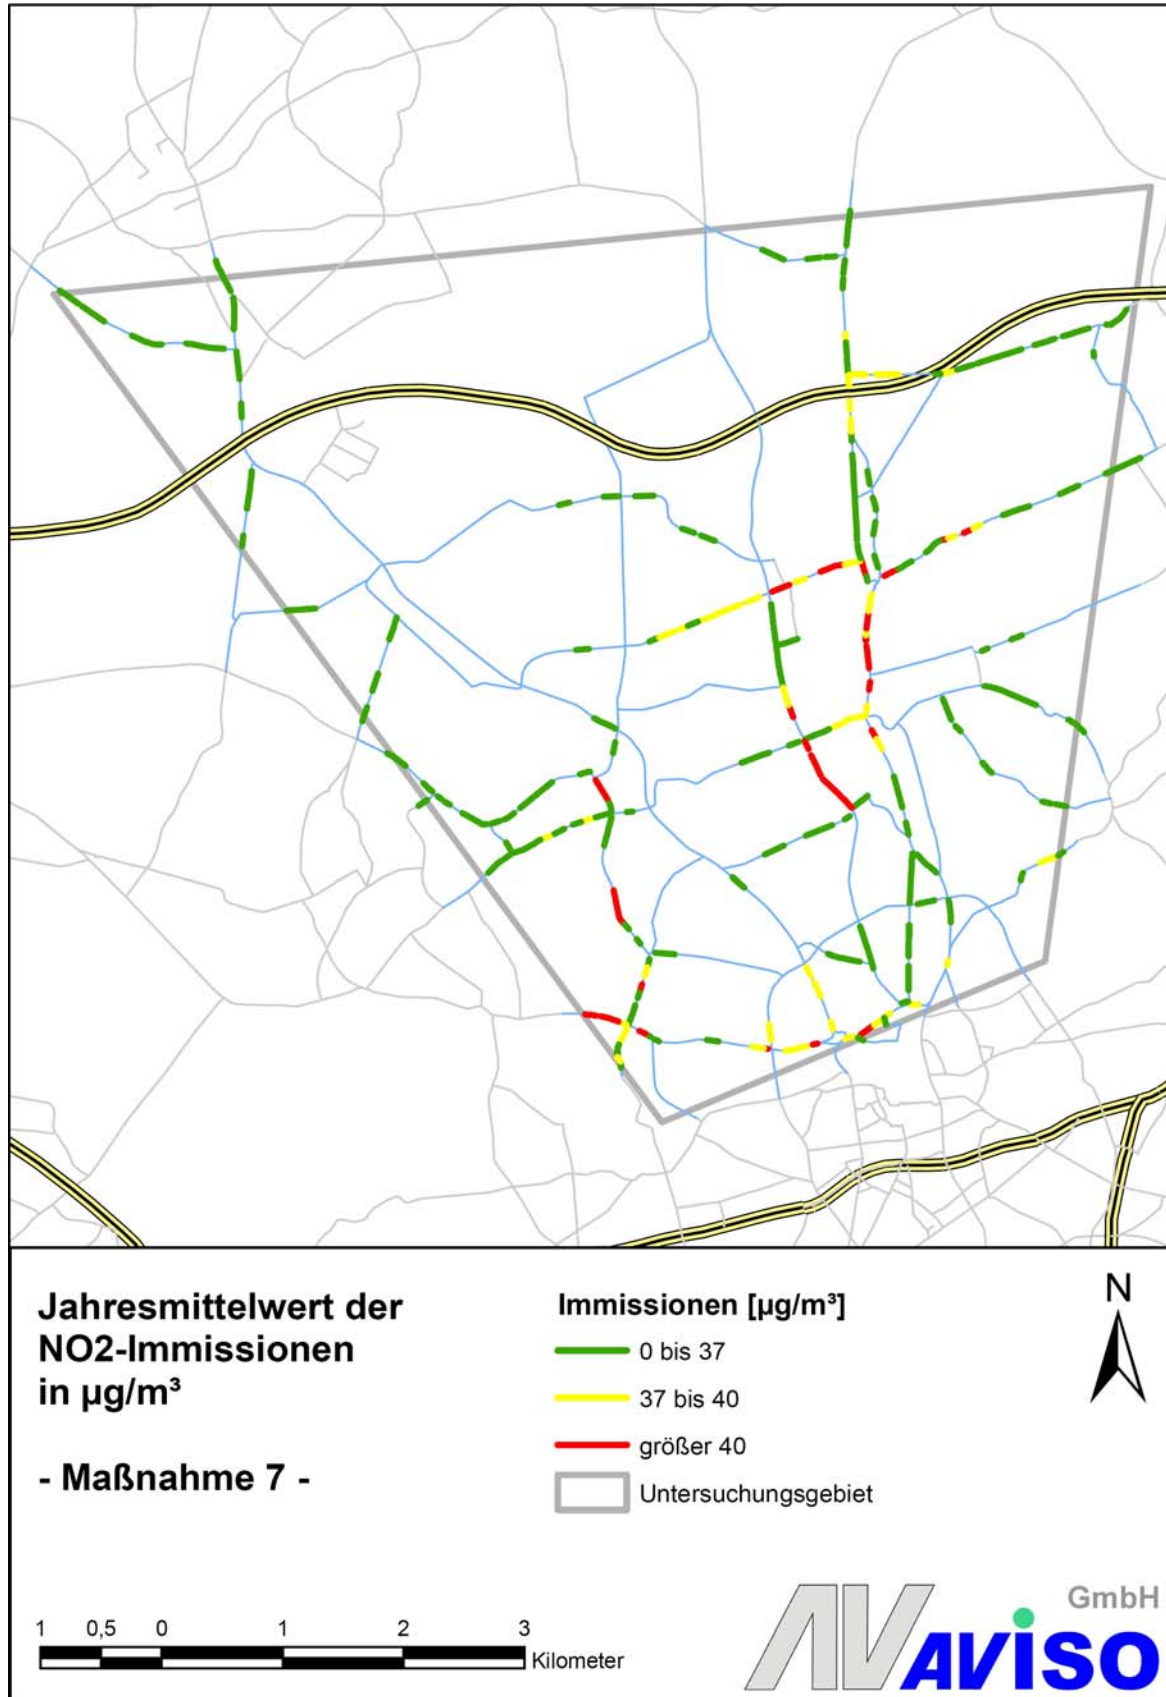 Jahresmittelwert der
NO2-Immissionen
in µg/m³
- Maßnahme 7 -
Immissionen [µg/m³]
0 bis 37
37 bis 40
größer 40
Untersuchungsgebiet
N
1 0,5 0 1 2 3
Kilometer
GmbH
AVISO